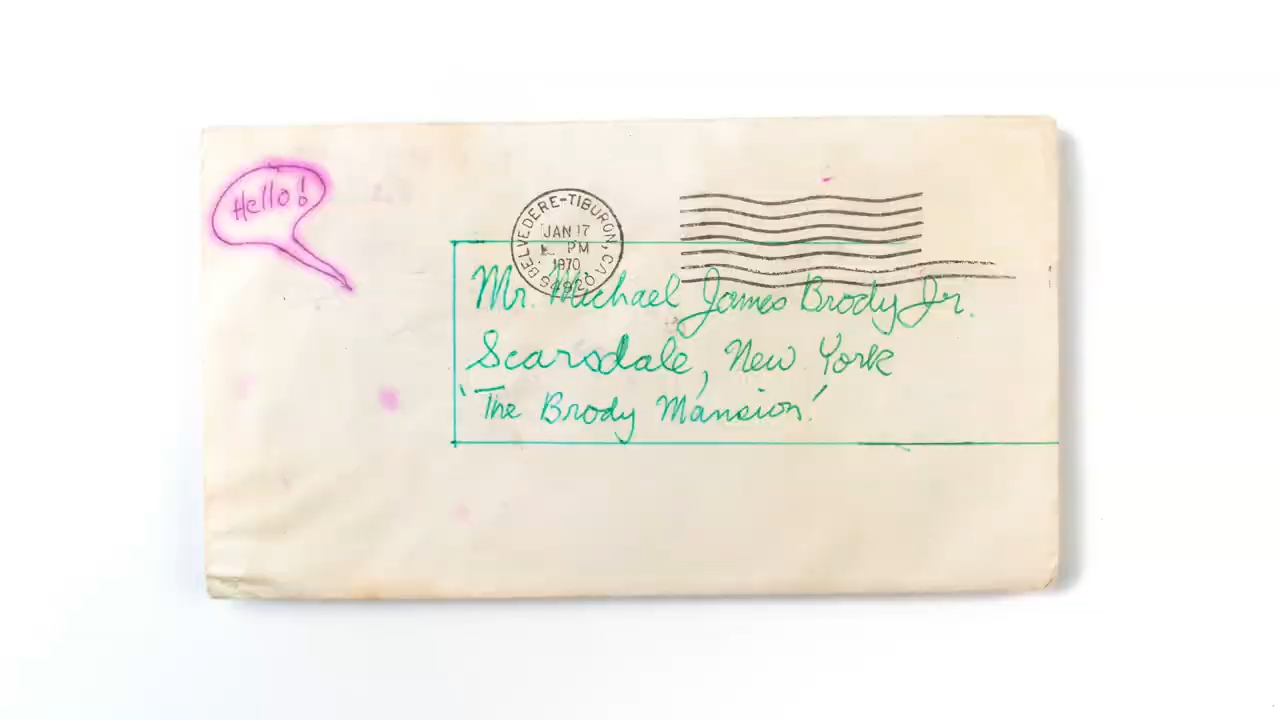 Hello!
BELVEDERE-TIBURON, CA
JAN 17
PM
1970
94920
Mr. Michael James Brody Jr.
Scarsdale, New York
'The Brody Mansion'